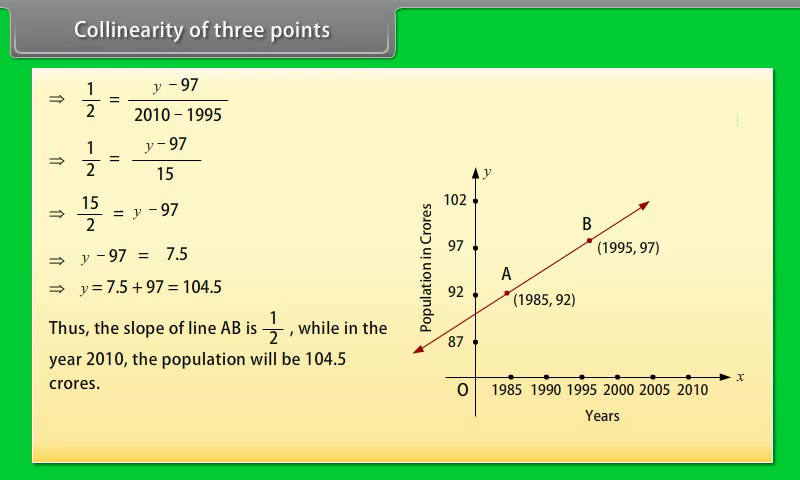 Collinearity of three points
⇒ 1/2 = (y − 97)/(2010 − 1995)
⇒ 1/2 = (y − 97)/15
⇒ 15/2 = y − 97
⇒ y − 97 = 7.5
⇒ y = 7.5 + 97 = 104.5
Thus, the slope of line AB is 1/2 , while in the
year 2010, the population will be 104.5
crores.
y
102
97
92
87
Population in Crores
B
(1995, 97)
A
(1985, 92)
O
x
1985 1990 1995 2000 2005 2010
Years